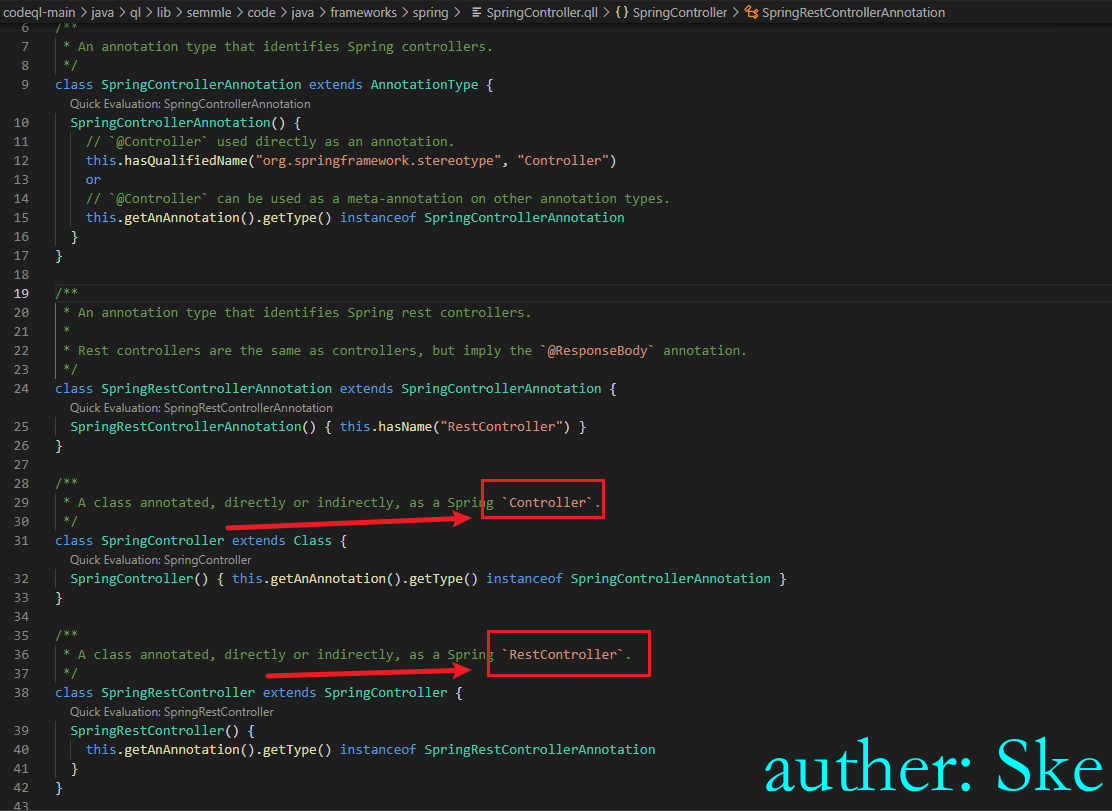 codeql-main > java > ql > lib > semmle > code > java > frameworks > spring > SpringController.qll > {} SpringController > SpringRestControllerAnnotation
6 /**
7 * An annotation type that identifies Spring controllers.
8 */
9 class SpringControllerAnnotation extends AnnotationType {
Quick Evaluation: SpringControllerAnnotation
10 SpringControllerAnnotation() {
11 // `@Controller` used directly as an annotation.
12 this.hasQualifiedName("org.springframework.stereotype", "Controller")
13 or
14 // `@Controller` can be used as a meta-annotation on other annotation types.
15 this.getAnAnnotation().getType() instanceof SpringControllerAnnotation
16 }
17 }
18
19 /**
20 * An annotation type that identifies Spring rest controllers.
21 *
22 * Rest controllers are the same as controllers, but imply the `@ResponseBody` annotation.
23 */
24 class SpringRestControllerAnnotation extends SpringControllerAnnotation {
Quick Evaluation: SpringRestControllerAnnotation
25 SpringRestControllerAnnotation() { this.hasName("RestController") }
26 }
27
28 /**
29 * A class annotated, directly or indirectly, as a Spring `Controller`.
30 */
31 class SpringController extends Class {
Quick Evaluation: SpringController
32 SpringController() { this.getAnAnnotation().getType() instanceof SpringControllerAnnotation }
33 }
34
35 /**
36 * A class annotated, directly or indirectly, as a Spring `RestController`.
37 */
38 class SpringRestController extends SpringController {
Quick Evaluation: SpringRestController
39 SpringRestController() {
40 this.getAnAnnotation().getType() instanceof SpringRestControllerAnnotation
41 }
42 }
43
auther: Ske